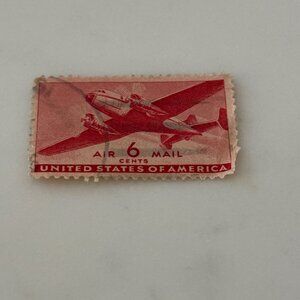 AIR 6 MAIL
CENTS
UNITED STATES OF AMERICA